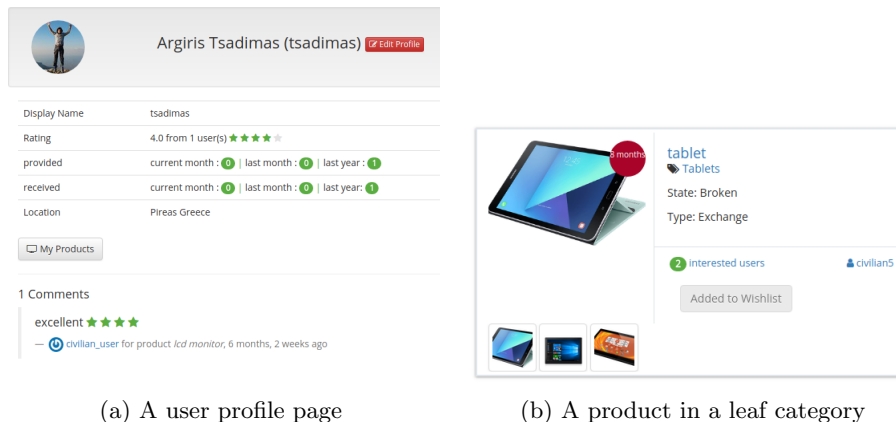 Argiris Tsadimas (tsadimas) Edit Profile
Display Name tsadimas
Rating 4.0 from 1 user(s)
provided current month : 0 | last month : 0 | last year : 1
received current month : 0 | last month : 0 | last year: 1
Location Pireas Greece
My Products
1 Comments
excellent
— civilian_user for product lcd monitor, 6 months, 2 weeks ago
(a) A user profile page
8 months
tablet
Tablets
State: Broken
Type: Exchange
2 interested users civilian5
Added to Wishlist
(b) A product in a leaf category